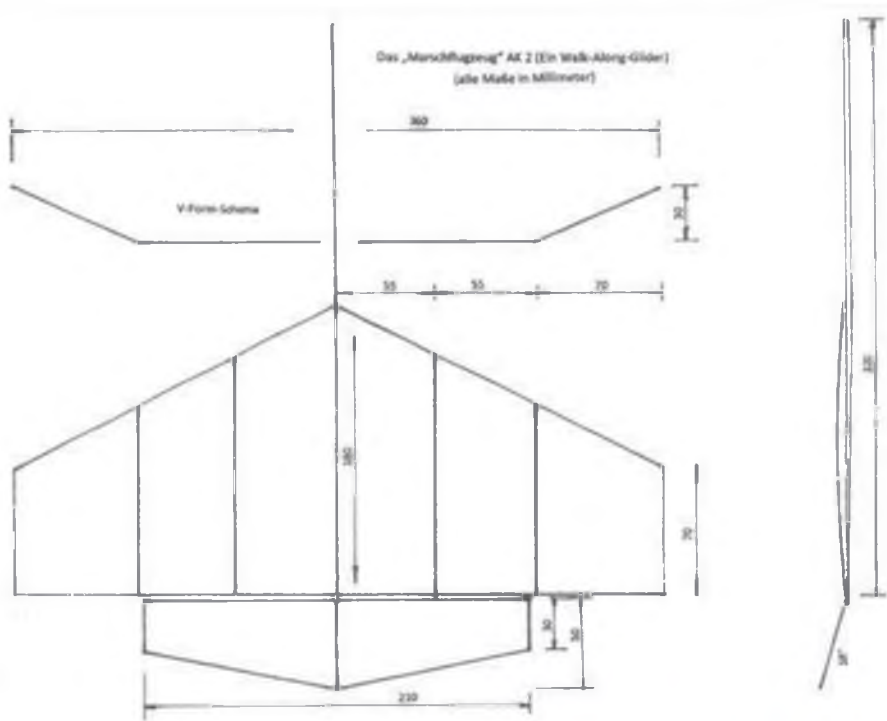 Das „Marschflugzeug“ AK 2 (Ein Walk-Along-Glider)
(alle Maße in Millimeter)
360
V-Form-Schema
30
55 55 70
160
320
70
30
50
210